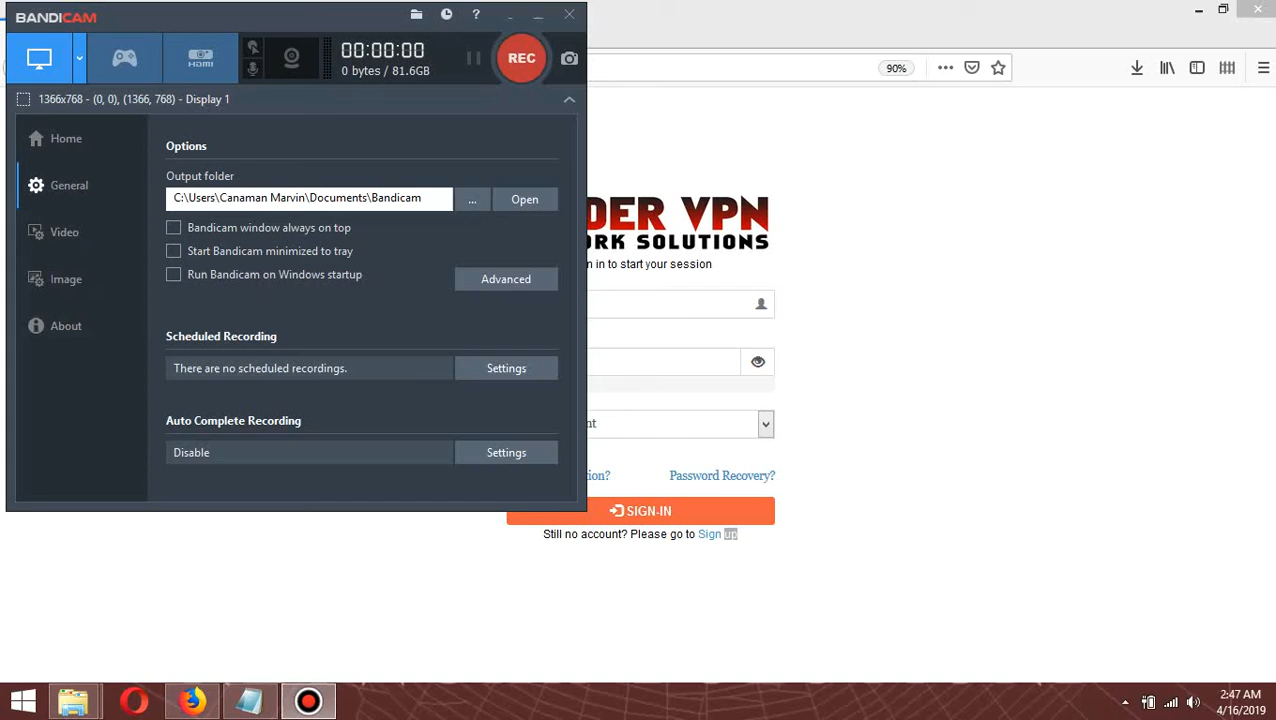 BANDICAM
?
HDMI
00:00:00
0 bytes / 81.6GB
REC
90%
1366x768 - (0, 0), (1366, 768) - Display 1
Home
General
Video
Image
About
Options
Output folder
C:\Users\Canaman Marvin\Documents\Bandicam
...
Open
Bandicam window always on top
Start Bandicam minimized to tray
Run Bandicam on Windows startup
Advanced
Scheduled Recording
There are no scheduled recordings.
Settings
Auto Complete Recording
Disable
Settings
DER VPN
RK SOLUTIONS
n in to start your session
nt
ion?
Password Recovery?
SIGN-IN
Still no account? Please go to Sign up
2:47 AM
4/16/2019